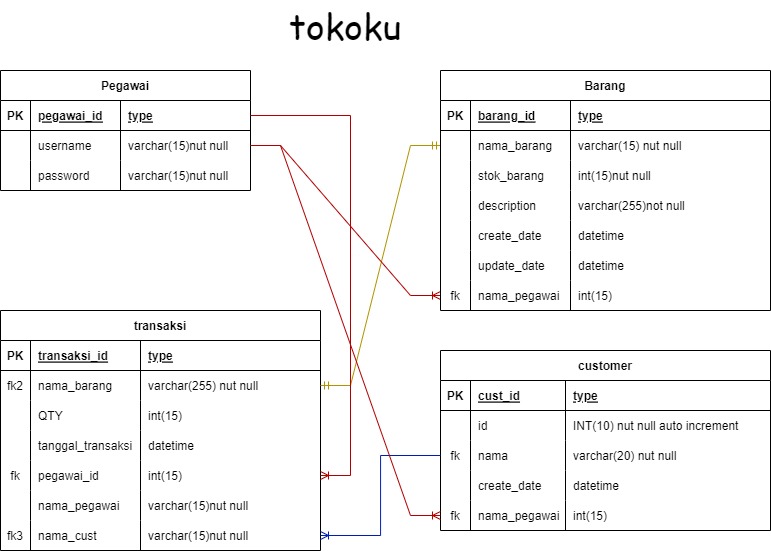 tokoku
Pegawai
PK pegawai_id type
username varchar(15)nut null
password varchar(15)nut null
Barang
PK barang_id type
nama_barang varchar(15) nut null
stok_barang int(15)nut null
description varchar(255)not null
create_date datetime
update_date datetime
fk nama_pegawai int(15)
transaksi
PK transaksi_id type
fk2 nama_barang varchar(255) nut null
QTY int(15)
tanggal_transaksi datetime
fk pegawai_id int(15)
nama_pegawai varchar(15)nut null
fk3 nama_cust varchar(15)nut null
customer
PK cust_id type
id INT(10) nut null auto increment
fk nama varchar(20) nut null
create_date datetime
fk nama_pegawai int(15)